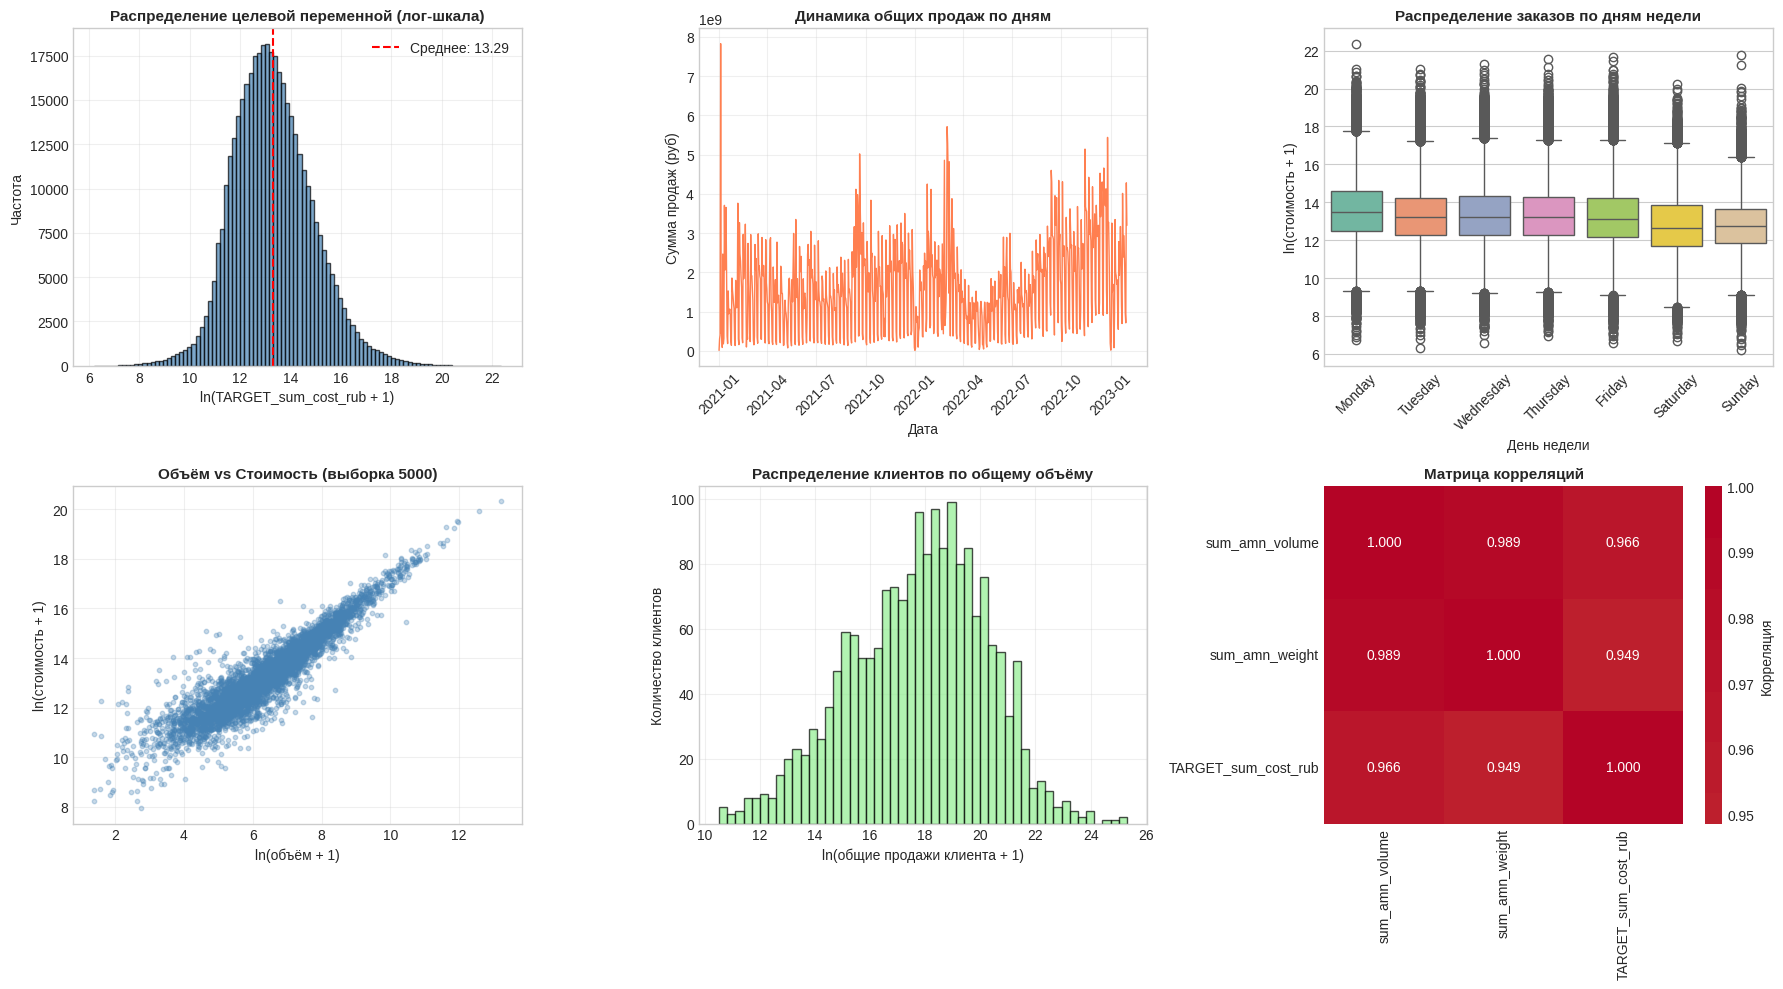 Распределение целевой переменной (лог-шкала)
Частота
17500
15000
12500
10000
7500
5000
2500
0
6 8 10 12 14 16 18 20 22
ln(TARGET_sum_cost_rub + 1)
Среднее: 13.29
Динамика общих продаж по дням
1e9
Сумма продаж (руб)
8
7
6
5
4
3
2
1
0
2021-01 2021-04 2021-07 2021-10 2022-01 2022-04 2022-07 2022-10 2023-01
Дата
Распределение заказов по дням недели
ln(стоимость + 1)
22
20
18
16
14
12
10
8
6
Monday Tuesday Wednesday Thursday Friday Saturday Sunday
День недели
Объём vs Стоимость (выборка 5000)
ln(стоимость + 1)
20
18
16
14
12
10
8
2 4 6 8 10 12
ln(объём + 1)
Распределение клиентов по общему объёму
Количество клиентов
100
80
60
40
20
0
10 12 14 16 18 20 22 24 26
ln(общие продажи клиента + 1)
Матрица корреляций
sum_amn_volume 1.000 0.989 0.966
sum_amn_weight 0.989 1.000 0.949
TARGET_sum_cost_rub 0.966 0.949 1.000
sum_amn_volume sum_amn_weight TARGET_sum_cost_rub
1.00
0.99
0.98
0.97
0.96
0.95
Корреляция